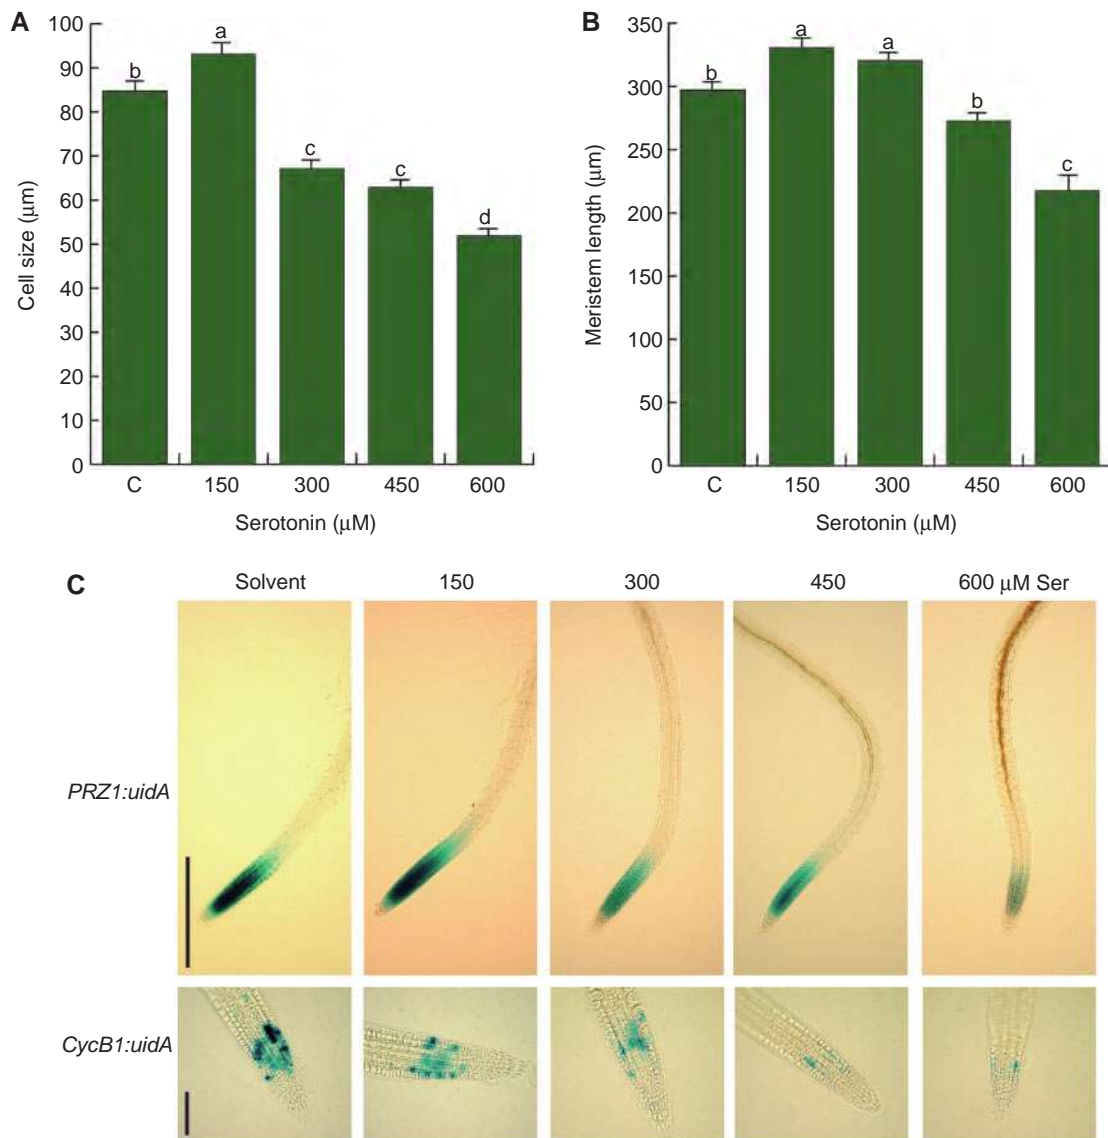 A
100
90
80
70
60
50
40
30
20
10
0
Cell size (μm)
b
a
c
c
d
C 150 300 450 600
Serotonin (μM)
B
350
300
250
200
150
100
50
0
Meristem length (μm)
b
a
a
b
c
C 150 300 450 600
Serotonin (μM)
C
Solvent 150 300 450 600 μM Ser
PRZ1:uidA
CycB1:uidA